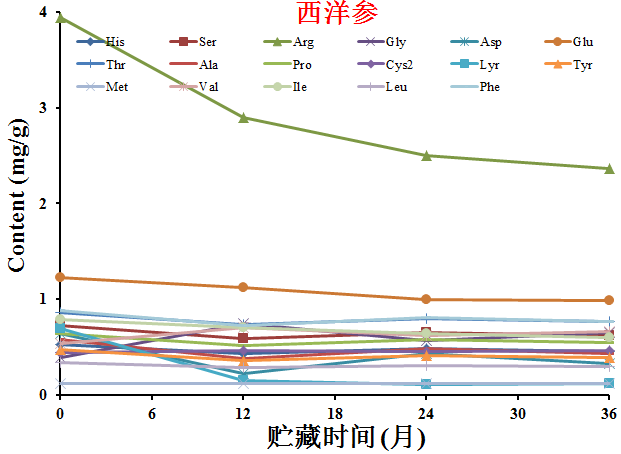 西洋参
4
3
2
1
0
Content (mg/g)
His Ser Arg Gly Asp Glu
Thr Ala Pro Cys2 Lyr Tyr
Met Val Ile Leu Phe
0 6 12 18 24 30 36
贮藏时间(月)